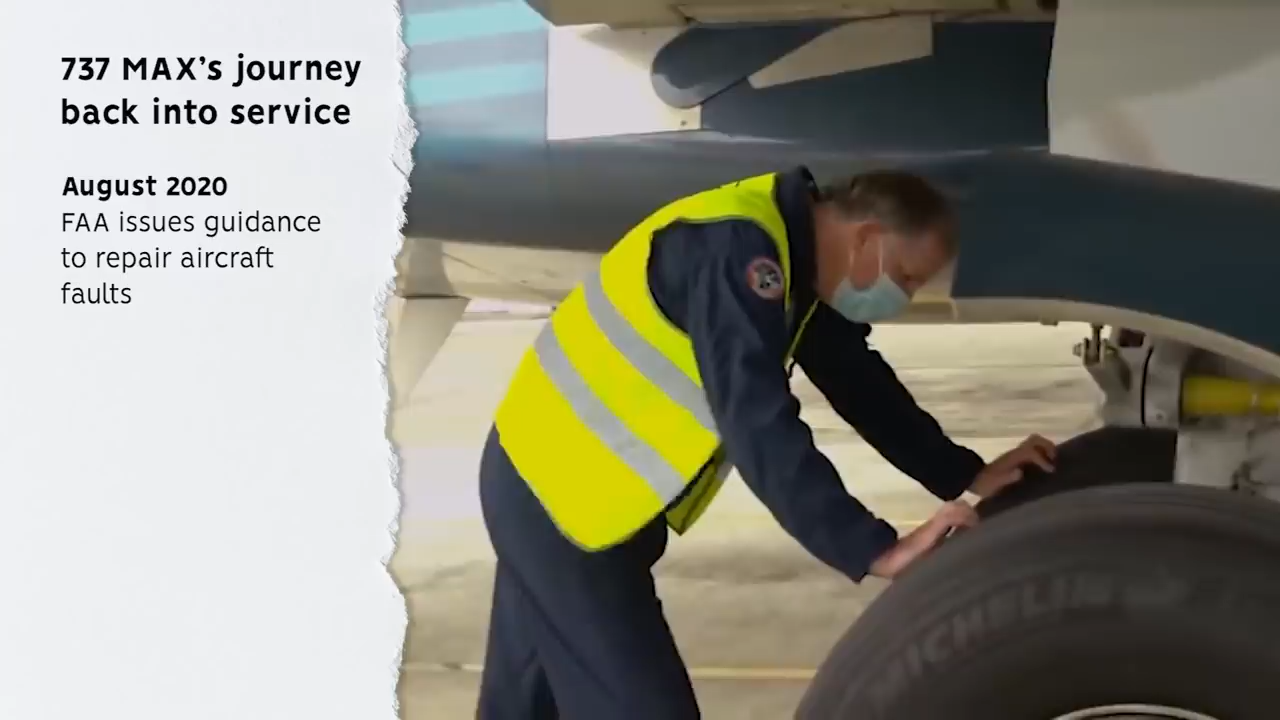 737 MAX's journey
back into service
August 2020
FAA issues guidance
to repair aircraft
faults
MICHELIN